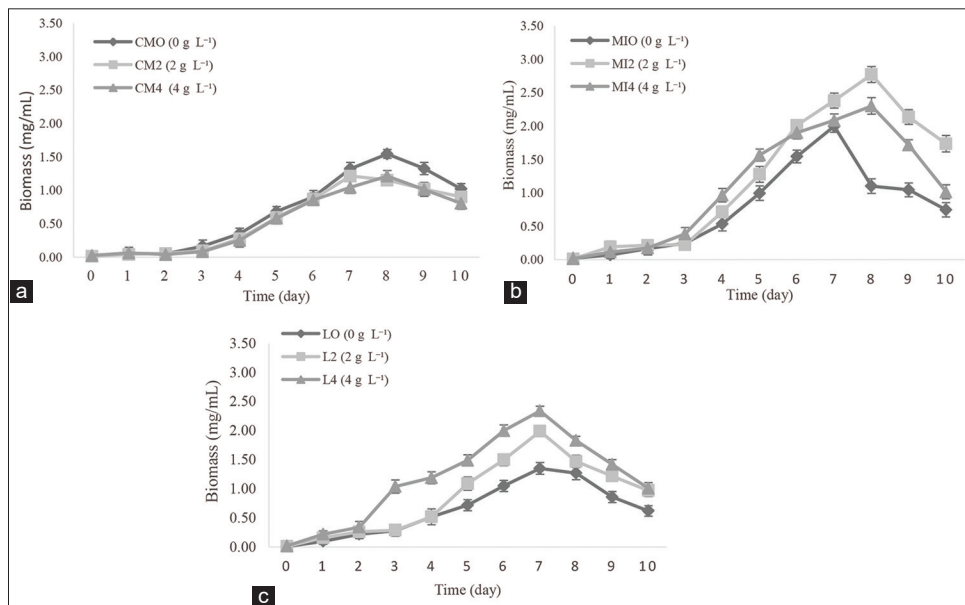 3.50
3.00
2.50
2.00
1.50
1.00
0.50
0.00
Biomass (mg/mL)
CMO (0 g L⁻¹)
CM2 (2 g L⁻¹)
CM4 (4 g L⁻¹)
0 1 2 3 4 5 6 7 8 9 10
Time (day)
a
3.50
3.00
2.50
2.00
1.50
1.00
0.50
0.00
Biomass (mg/mL)
MIO (0 g L⁻¹)
MI2 (2 g L⁻¹)
MI4 (4 g L⁻¹)
0 1 2 3 4 5 6 7 8 9 10
Time (day)
b
3.50
3.00
2.50
2.00
1.50
1.00
0.50
0.00
Biomass (mg/mL)
LO (0 g L⁻¹)
L2 (2 g L⁻¹)
L4 (4 g L⁻¹)
0 1 2 3 4 5 6 7 8 9 10
Time (day)
c